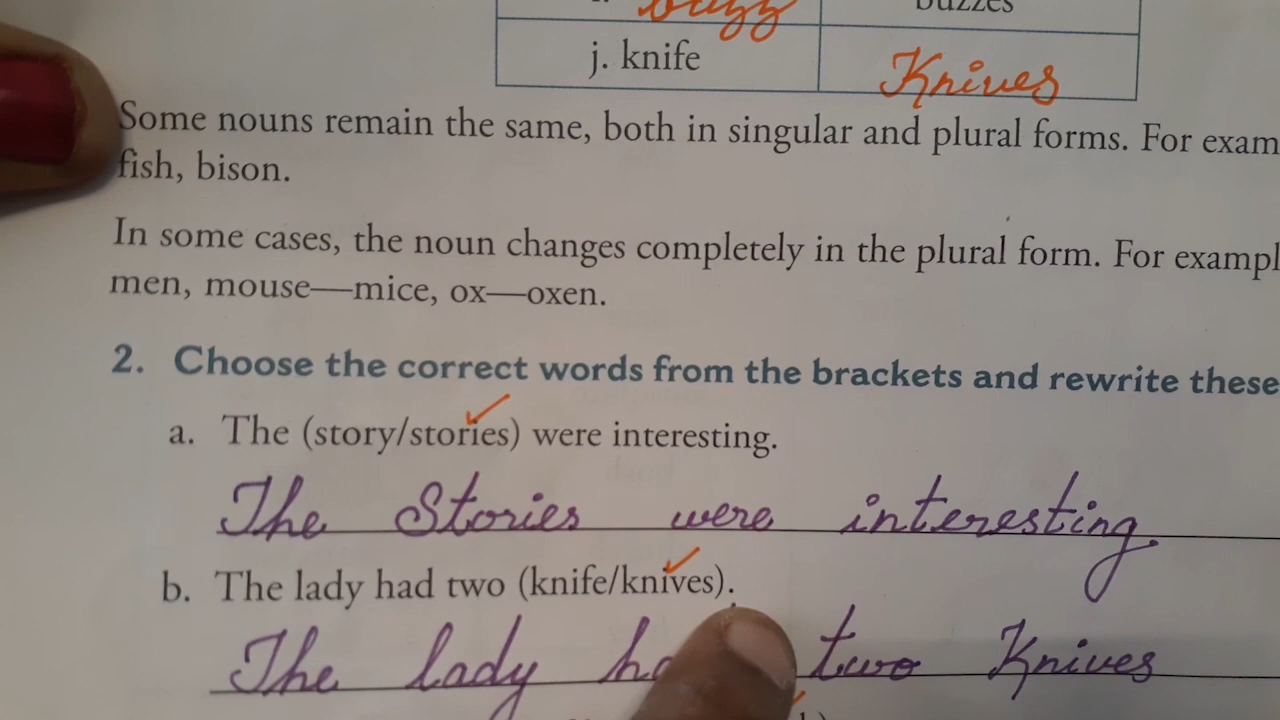 buzz buzzes
j. knife Knives
Some nouns remain the same, both in singular and plural forms. For exam
fish, bison.
In some cases, the noun changes completely in the plural form. For exampl
men, mouse—mice, ox—oxen.
2. Choose the correct words from the brackets and rewrite these
a. The (story/stories) were interesting.
The Stories were interesting.
b. The lady had two (knife/knives).
The lady ha two Knives